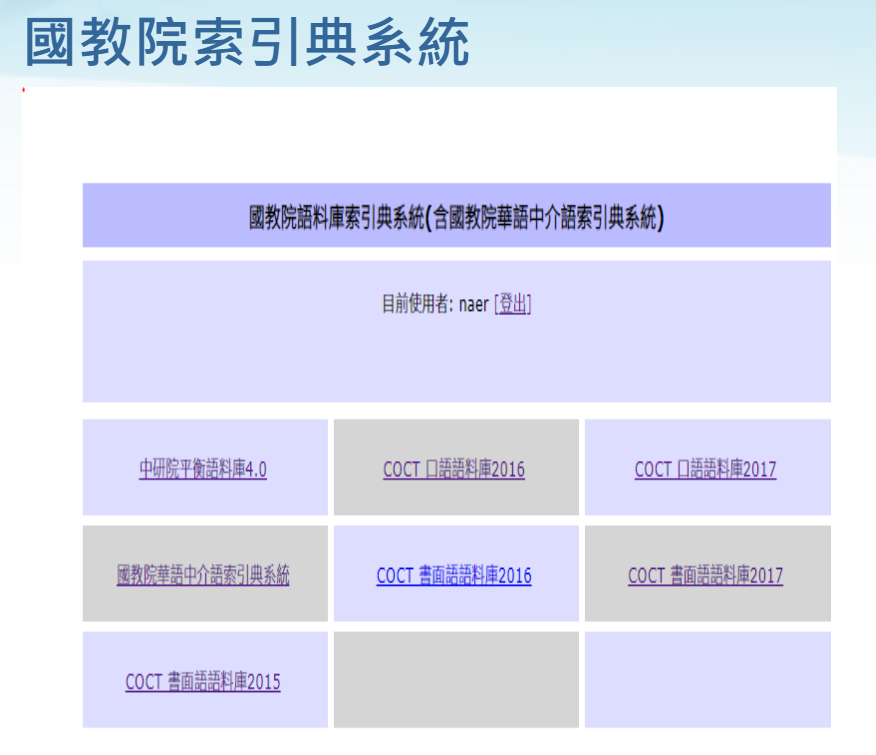 國教院索引典系統
國教院語料庫索引典系統(含國教院華語中介語索引典系統)
目前使用者: naer [登出]
中研院平衡語料庫4.0
COCT 口語語料庫2016
COCT 口語語料庫2017
國教院華語中介語索引典系統
COCT 書面語語料庫2016
COCT 書面語語料庫2017
COCT 書面語語料庫2015